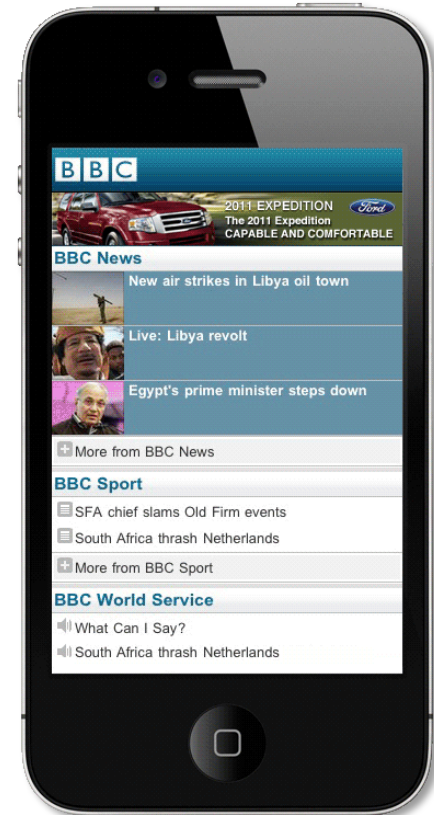 BBC
2011 EXPEDITION
Ford
The 2011 Expedition
CAPABLE AND COMFORTABLE
BBC News
New air strikes in Libya oil town
Live: Libya revolt
Egypt's prime minister steps down
More from BBC News
BBC Sport
SFA chief slams Old Firm events
South Africa thrash Netherlands
More from BBC Sport
BBC World Service
What Can I Say?
South Africa thrash Netherlands